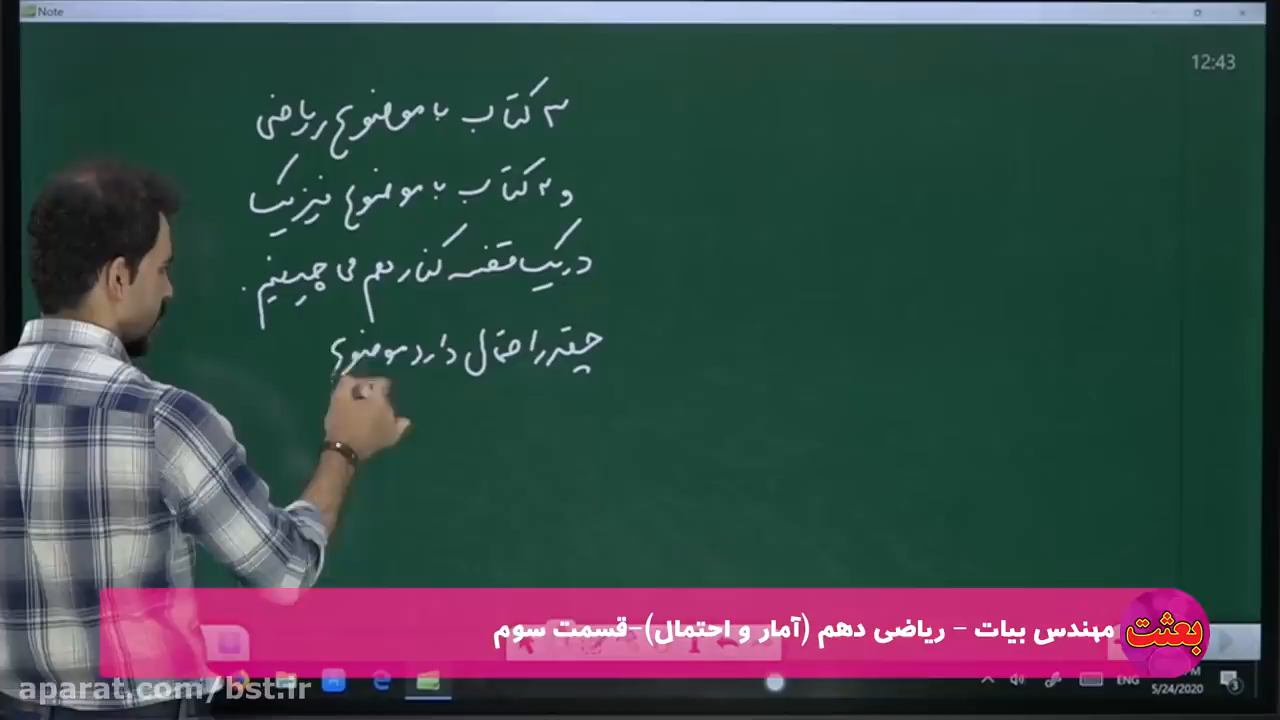 Note
12:43
۳ کتاب با موضوع ریاضی
و ۲ کتاب با موضوع فیزیک
در یک قفسه کنار هم می چینیم.
چقدر احتمال دارد موضوع
مهندس بیات - ریاضی دهم (آمار و احتمال)-قسمت سوم
بعثت
aparat.com/bst.ir
ENG
5/24/2020